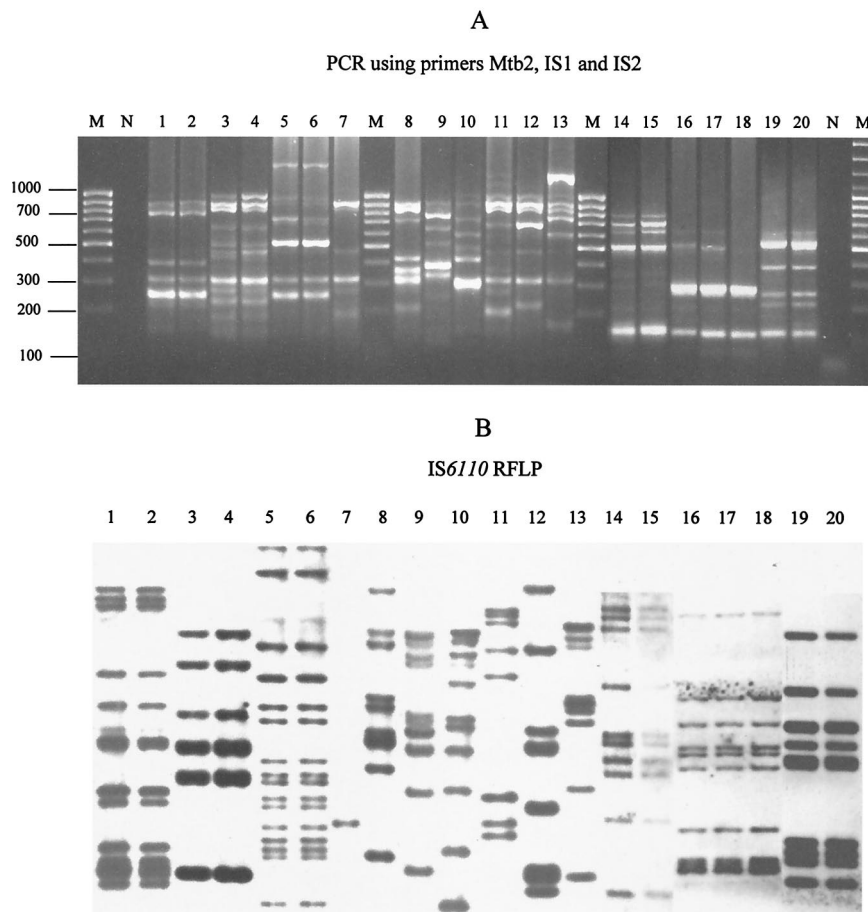 A
PCR using primers Mtb2, IS1 and IS2
M N 1 2 3 4 5 6 7 M 8 9 10 11 12 13 M 14 15 16 17 18 19 20 N M
1000
700
500
300
200
100
B
IS6110 RFLP
1 2 3 4 5 6 7 8 9 10 11 12 13 14 15 16 17 18 19 20